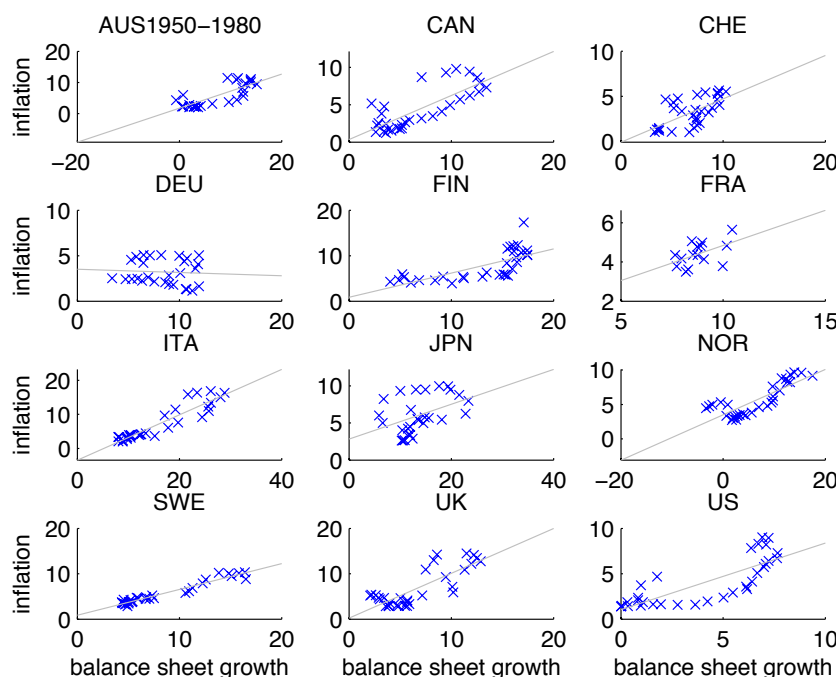 AUS1950−1980 CAN CHE
inflation
20
10
0
−20 0 20
10
5
0
0 10 20
10
5
0
0 10 20
DEU FIN FRA
inflation
10
5
0
0 10 20
20
10
0
0 10 20
6
4
2
5 10 15
ITA JPN NOR
inflation
20
10
0
0 20 40
10
5
0
0 20 40
10
5
0
−20 0 20
SWE UK US
inflation
20
10
0
0 10 20
20
10
0
0 10 20
10
5
0
0 5 10
balance sheet growth balance sheet growth balance sheet growth